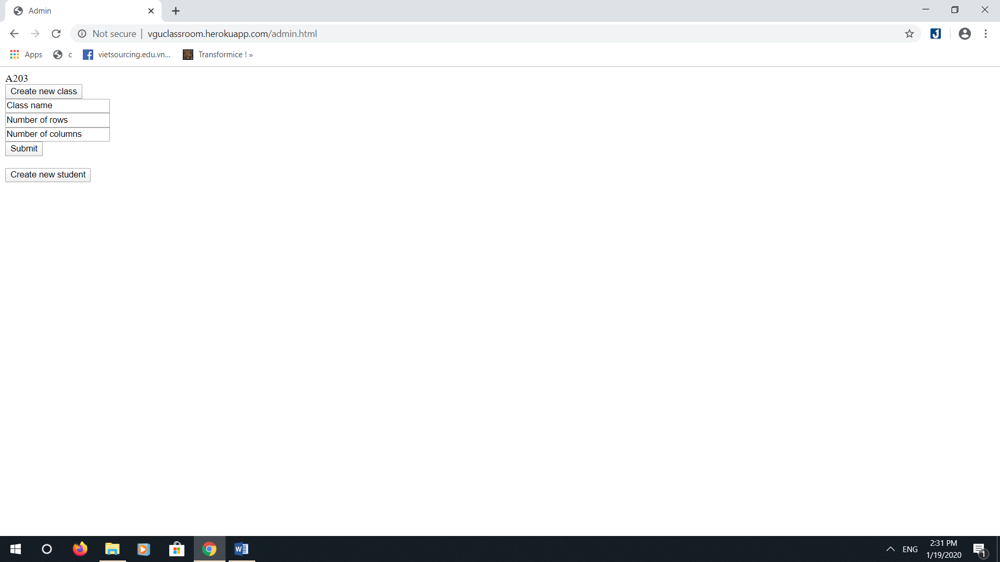 Admin
Not secure | vguclassroom.herokuapp.com/admin.html
Apps c vietsourcing.edu.vn... Transformice ! »
A203
Create new class
Class name
Number of rows
Number of columns
Submit
Create new student
2:31 PM
ENG
1/19/2020
1